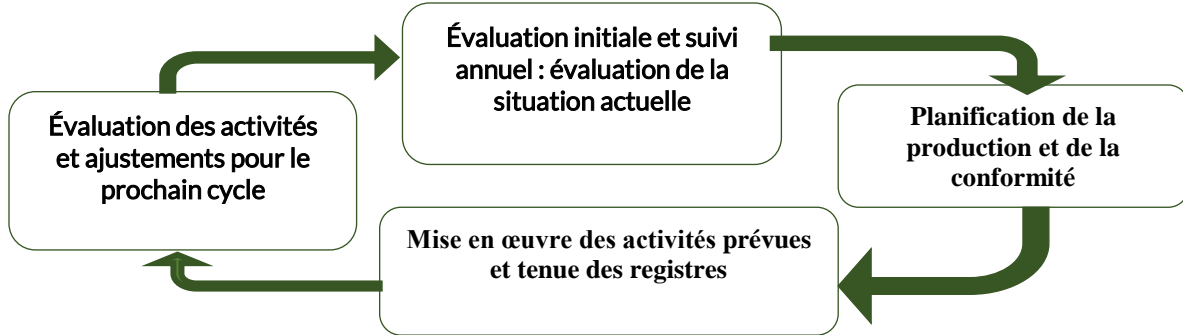 Évaluation initiale et suivi
annuel : évaluation de la
situation actuelle
Planification de la
production et de la
conformité
Mise en œuvre des activités prévues
et tenue des registres
Évaluation des activités
et ajustements pour le
prochain cycle